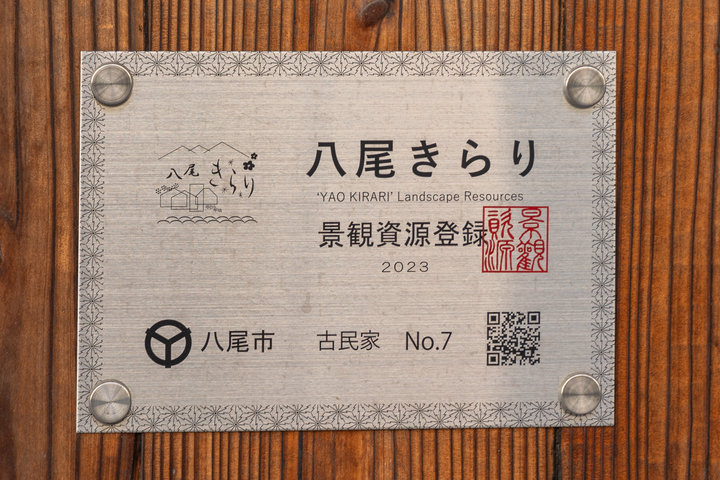 八尾きらり
八尾きらり
'YAO KIRARI' Landscape Resources
景観資源登録
景観資源
2023
八尾市 古民家 No.7